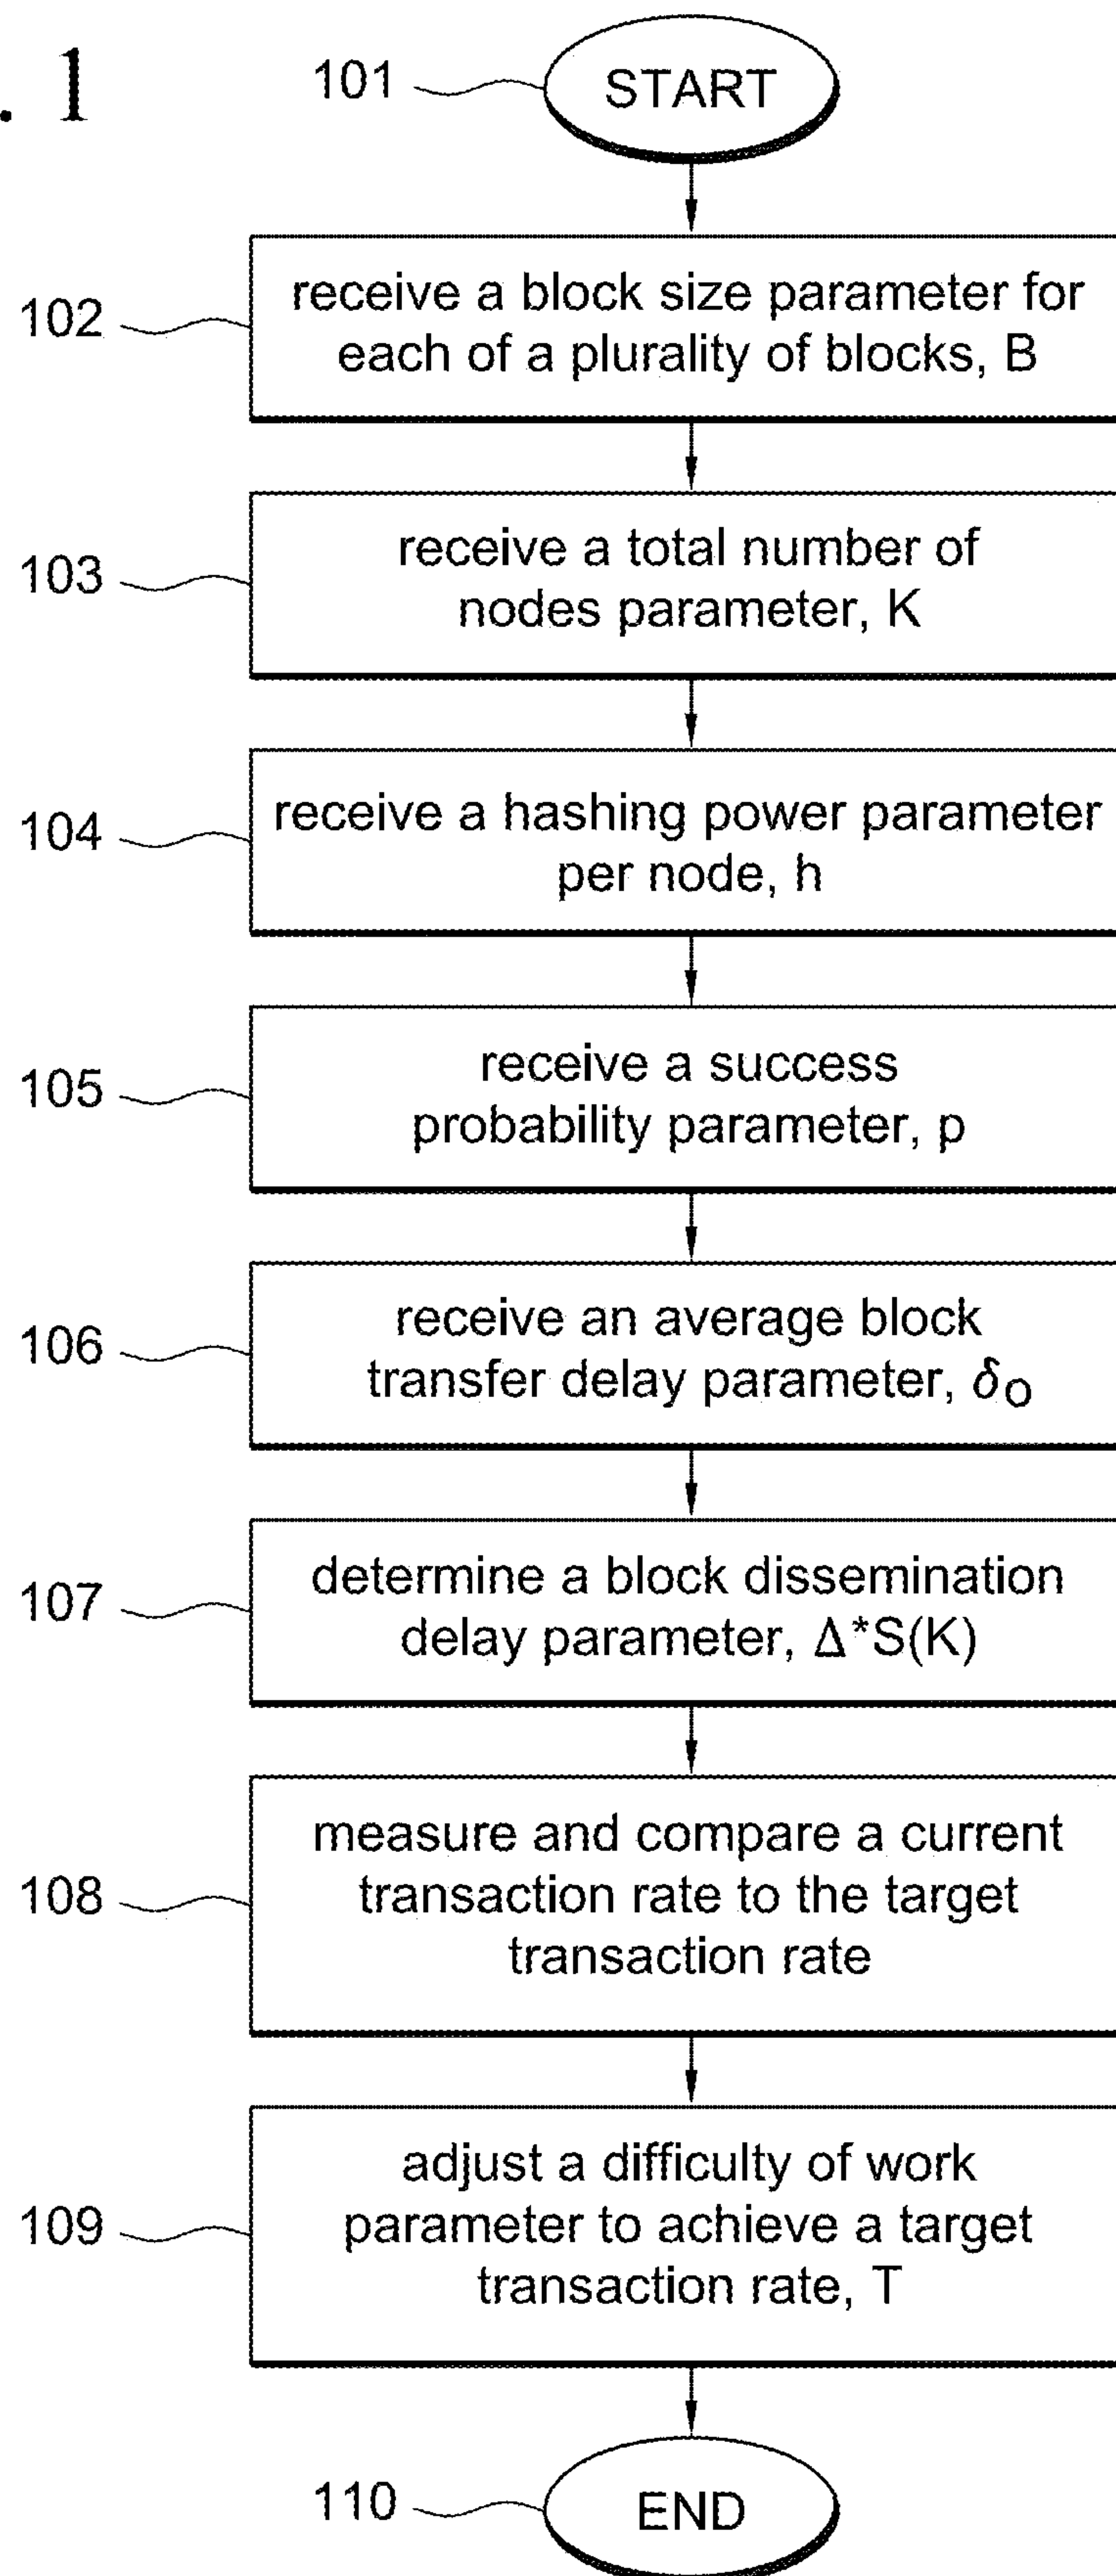 . 1
101
START
102
receive a block size parameter for
each of a plurality of blocks, B
103
receive a total number of
nodes parameter, K
104
receive a hashing power parameter
per node, h
105
receive a success
probability parameter, p
106
receive an average block
transfer delay parameter, δo
107
determine a block dissemination
delay parameter, Δ*S(K)
108
measure and compare a current
transaction rate to the target
transaction rate
109
adjust a difficulty of work
parameter to achieve a target
transaction rate, T
110
END